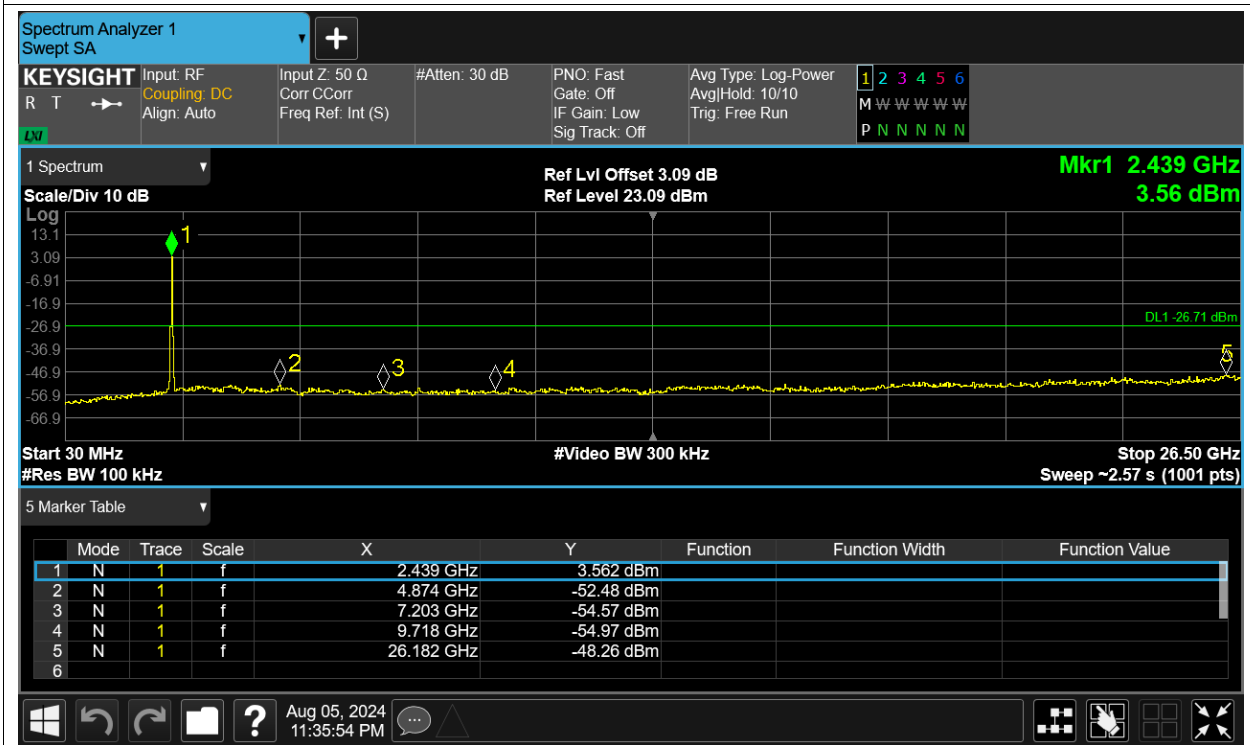 Spectrum Analyzer 1
Swept SA
KEYSIGHT
R T
LXI
Input: RF
Coupling: DC
Align: Auto
Input Z: 50 Ω
Corr CCorr
Freq Ref: Int (S)
#Atten: 30 dB
PNO: Fast
Gate: Off
IF Gain: Low
Sig Track: Off
Avg Type: Log-Power
Avg|Hold: 10/10
Trig: Free Run
1 2 3 4 5 6
M W W W W W
P N N N N N
1 Spectrum
Scale/Div 10 dB
Ref Lvl Offset 3.09 dB
Ref Level 23.09 dBm
Mkr1 2.439 GHz
3.56 dBm
Log
13.1
3.09
-6.91
-16.9
-26.9
-36.9
-46.9
-56.9
-66.9
1
2
3
4
5
DL1 -26.71 dBm
Start 30 MHz
#Res BW 100 kHz
#Video BW 300 kHz
Stop 26.50 GHz
Sweep ~2.57 s (1001 pts)
5 Marker Table
Mode Trace Scale X Y Function Function Width Function Value
1 N 1 f 2.439 GHz 3.562 dBm
2 N 1 f 4.874 GHz -52.48 dBm
3 N 1 f 7.203 GHz -54.57 dBm
4 N 1 f 9.718 GHz -54.97 dBm
5 N 1 f 26.182 GHz -48.26 dBm
6
?
Aug 05, 2024
11:35:54 PM